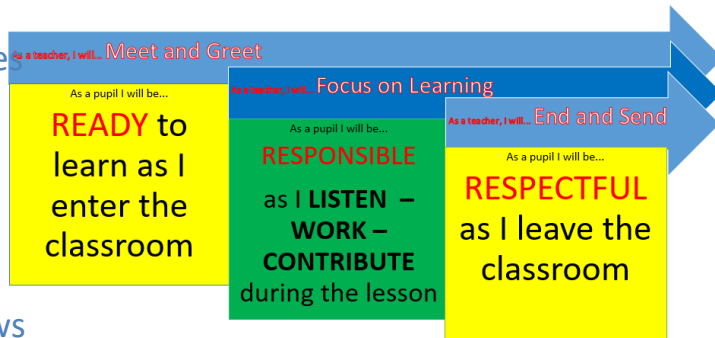 es
As a teacher, I will... Meet and Greet
As a pupil I will be...
READY to
learn as I
enter the
classroom
As a teacher, I will... Focus on Learning
As a pupil I will be...
RESPONSIBLE
as I LISTEN –
WORK –
CONTRIBUTE
during the lesson
As a teacher, I will... End and Send
As a pupil I will be...
RESPECTFUL
as I leave the
classroom
ws